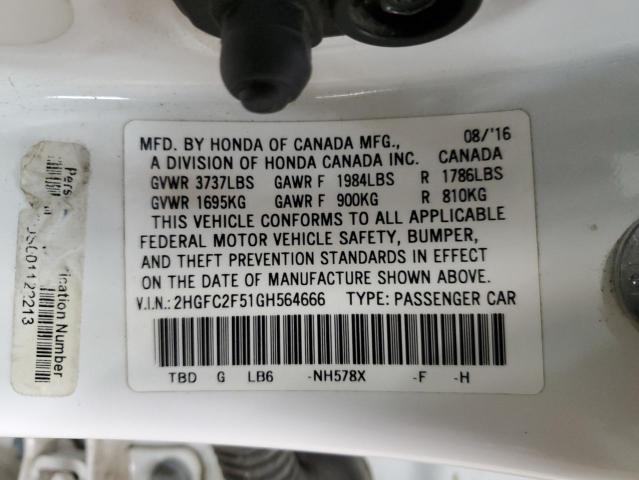 MFD. BY HONDA OF CANADA MFG., 08/'16
A DIVISION OF HONDA CANADA INC. CANADA
GVWR 3737LBS GAWR F 1984LBS R 1786LBS
GVWR 1695KG GAWR F 900KG R 810KG
THIS VEHICLE CONFORMS TO ALL APPLICABLE
FEDERAL MOTOR VEHICLE SAFETY, BUMPER,
AND THEFT PREVENTION STANDARDS IN EFFECT
ON THE DATE OF MANUFACTURE SHOWN ABOVE.
V.I.N.: 2HGFC2F51GH564666 TYPE: PASSENGER CAR
TBD G LB6 -NH578X -F -H
Pers
ication Number